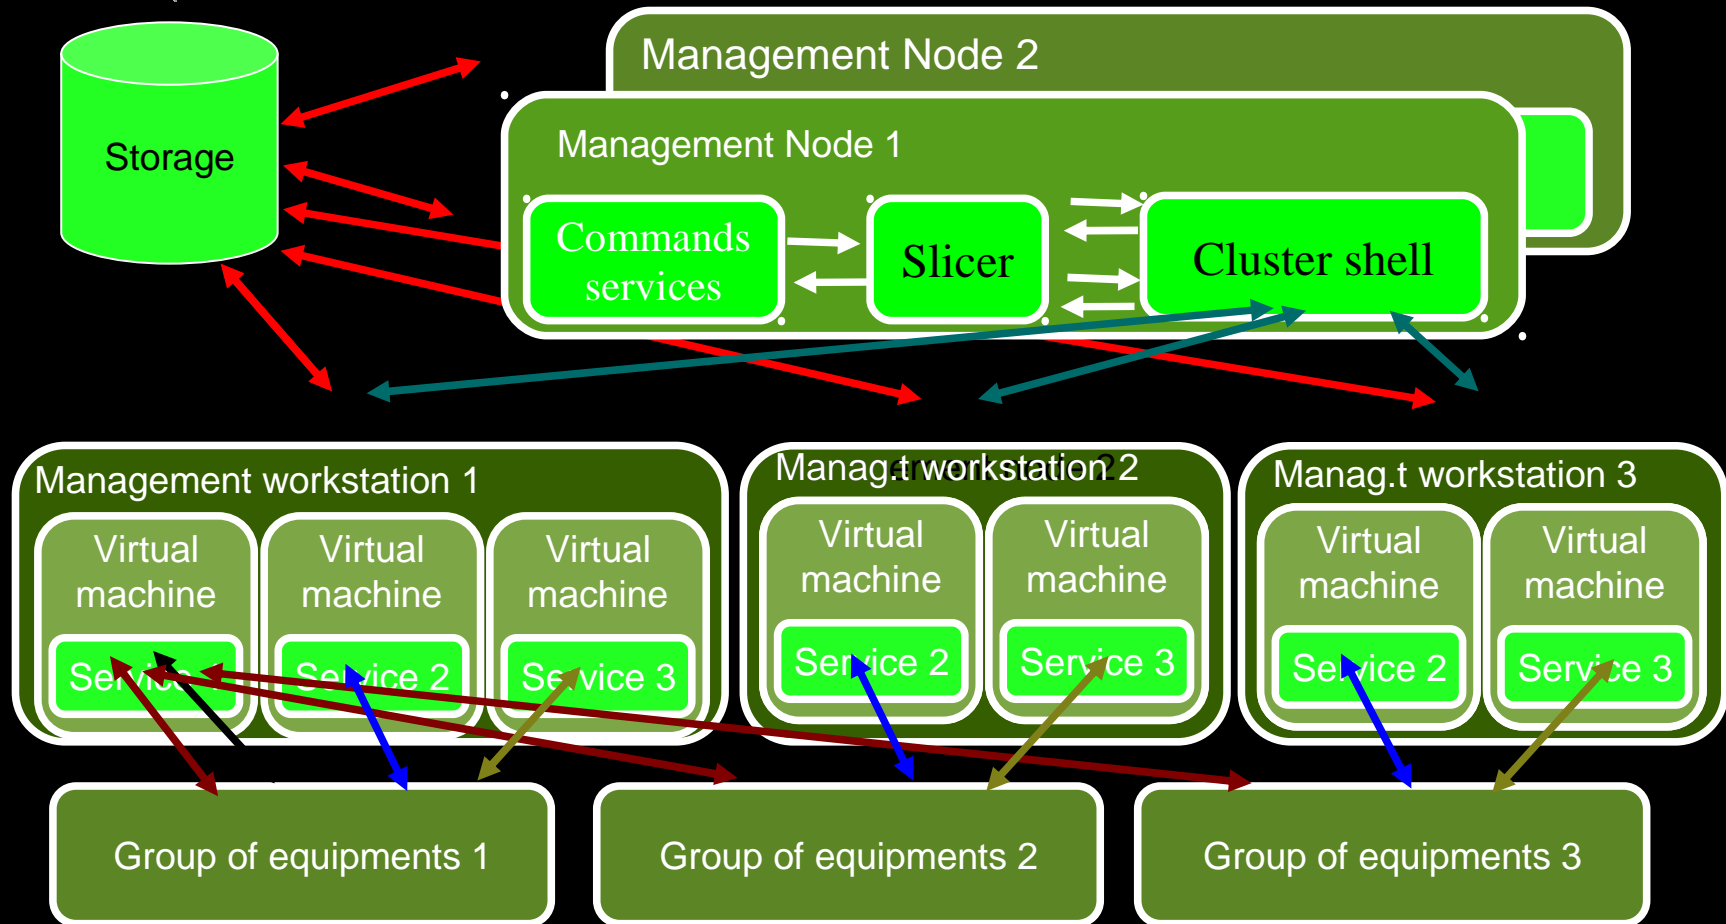 Management Node 2
Storage
Management Node 1
Commands
services
Slicer
Cluster shell
Management workstation 1
Manag.t workstation 2
Manag.t workstation 3
Virtual
machine
Virtual
machine
Virtual
machine
Virtual
machine
Virtual
machine
Virtual
machine
Virtual
machine
Service
Service 2
Service 3
Service 2
Service 3
Service 2
Service 3
Group of equipments 1
Group of equipments 2
Group of equipments 3